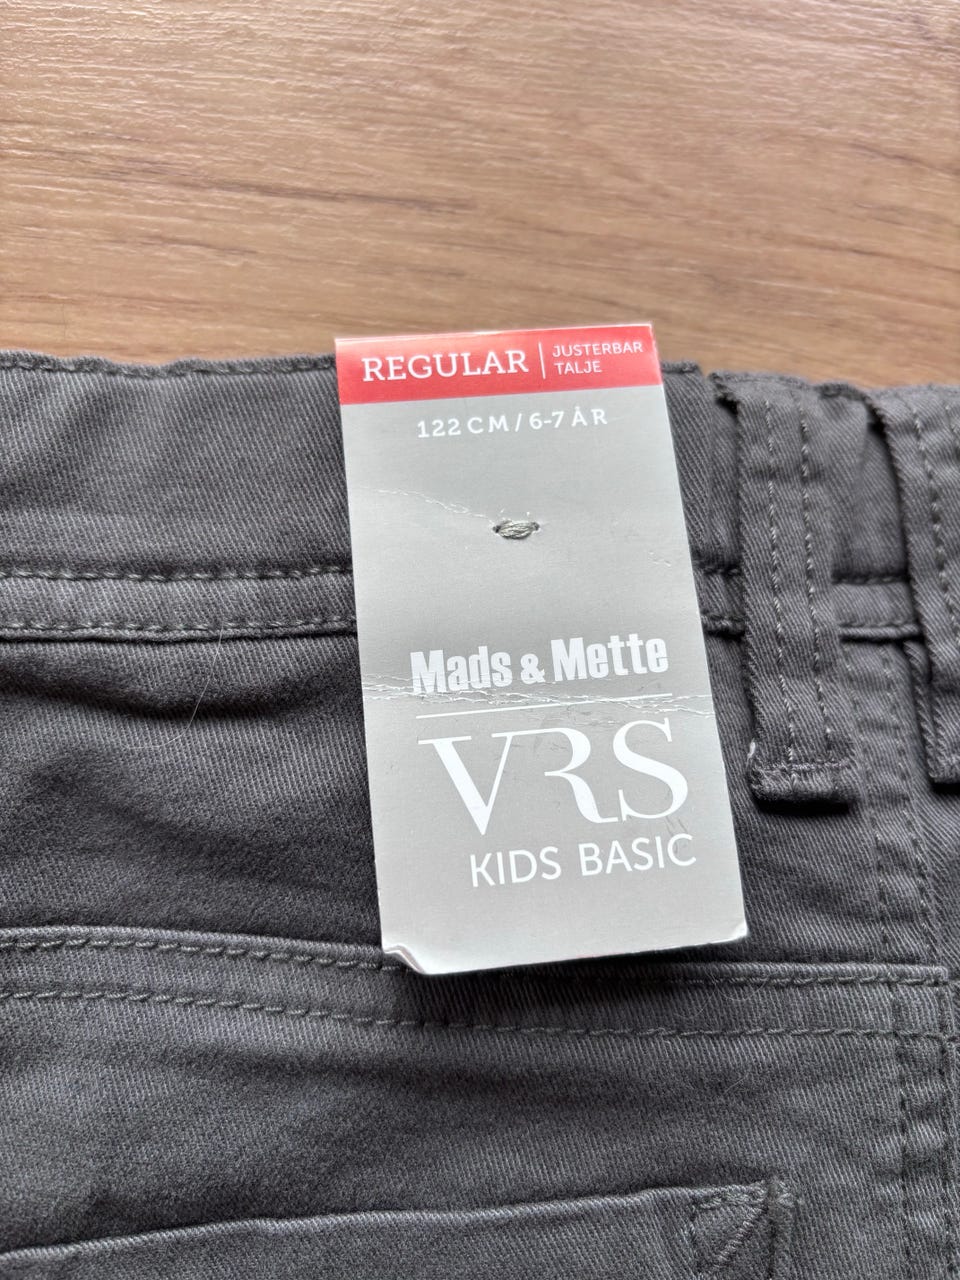 REGULAR
JUSTERBAR
TALJE
122 CM / 6-7 ÅR
Mads & Mette
VRS
KIDS BASIC